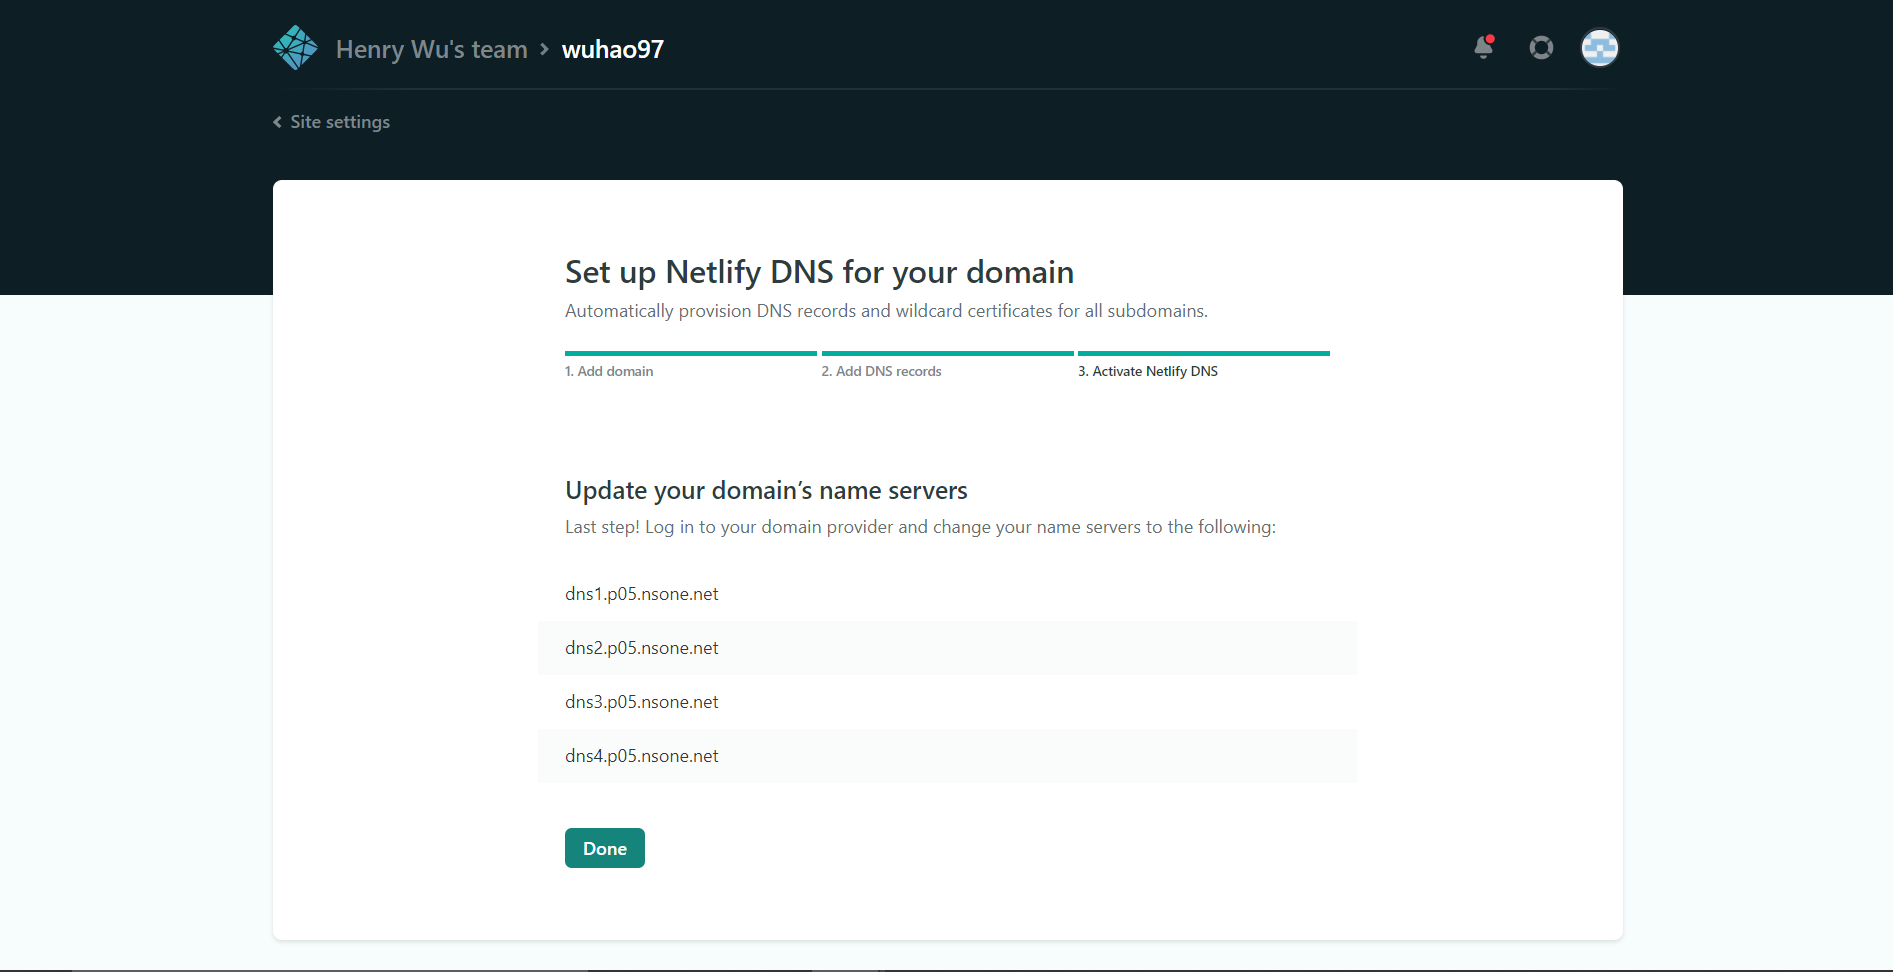 Henry Wu's team > wuhao97
Site settings
Set up Netlify DNS for your domain
Automatically provision DNS records and wildcard certificates for all subdomains.
1. Add domain
2. Add DNS records
3. Activate Netlify DNS
Update your domain’s name servers
Last step! Log in to your domain provider and change your name servers to the following:
dns1.p05.nsone.net
dns2.p05.nsone.net
dns3.p05.nsone.net
dns4.p05.nsone.net
Done